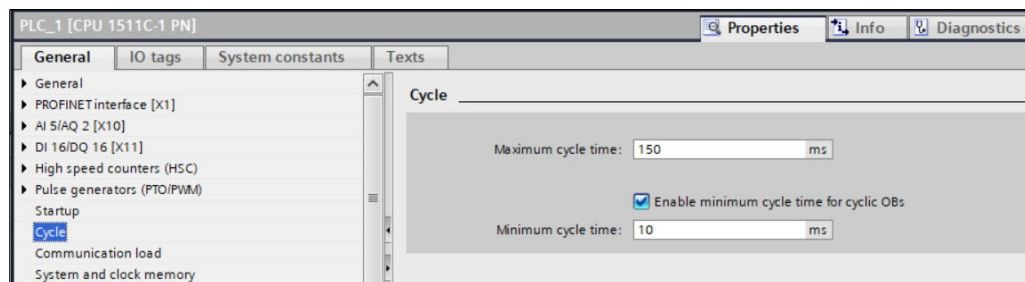 PLC_1 [CPU 1511C-1 PN]
Properties
Info
Diagnostics
General
IO tags
System constants
Texts
General
PROFINET interface [X1]
AI 5/AQ 2 [X10]
DI 16/DQ 16 [X11]
High speed counters (HSC)
Pulse generators (PTO/PWM)
Startup
Cycle
Communication load
System and clock memory
Cycle
Maximum cycle time: 150 ms
Enable minimum cycle time for cyclic OBs
Minimum cycle time: 10 ms